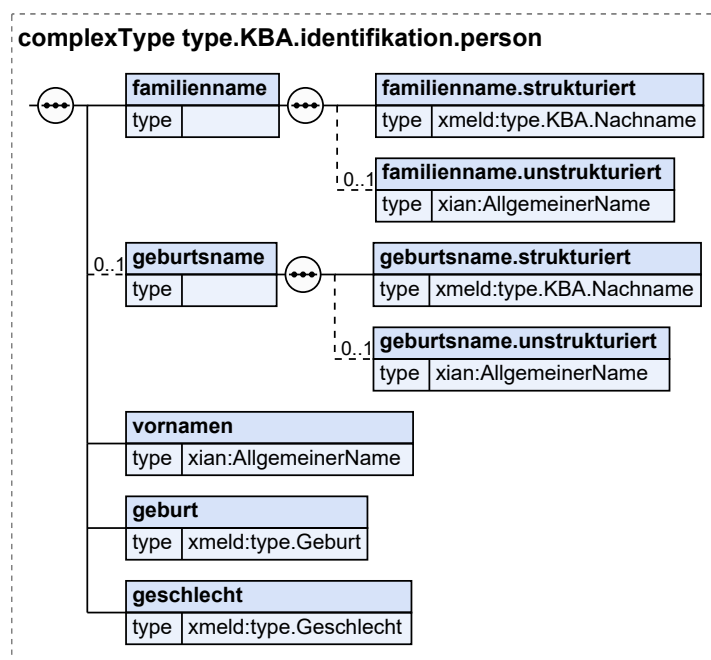 complexType type.KBA.identifikation.person
familienname
type
familienname.strukturiert
type xmeld:type.KBA.Nachname
0..1
familienname.unstrukturiert
type xian:AllgemeinerName
0..1
geburtsname
type
geburtsname.strukturiert
type xmeld:type.KBA.Nachname
0..1
geburtsname.unstrukturiert
type xian:AllgemeinerName
vornamen
type xian:AllgemeinerName
geburt
type xmeld:type.Geburt
geschlecht
type xmeld:type.Geschlecht